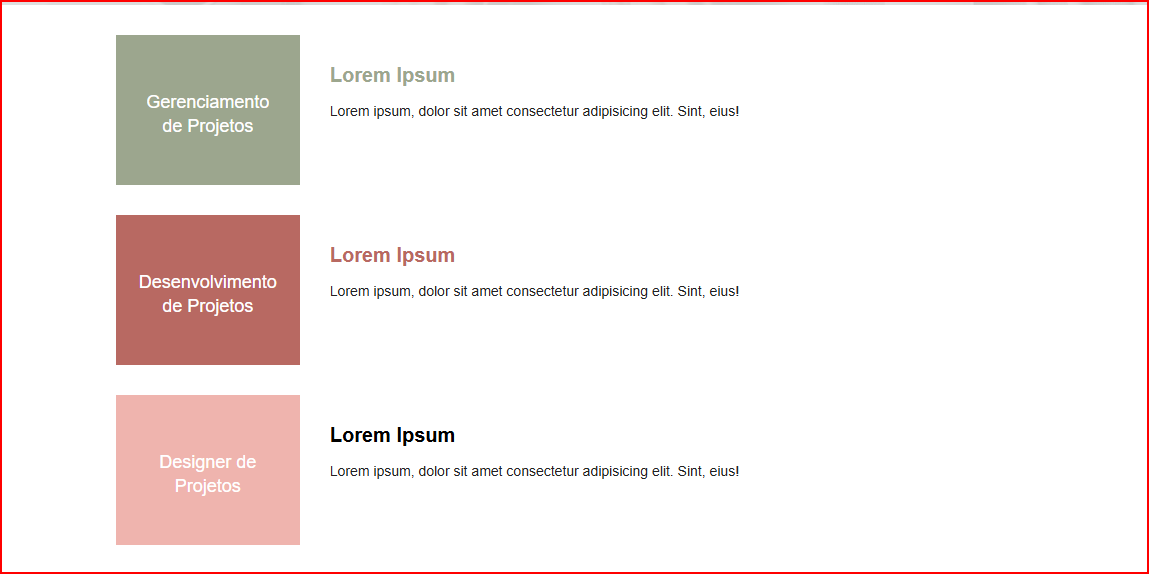 Gerenciamento
de Projetos
Lorem Ipsum
Lorem ipsum, dolor sit amet consectetur adipisicing elit. Sint, eius!
Desenvolvimento
de Projetos
Lorem Ipsum
Lorem ipsum, dolor sit amet consectetur adipisicing elit. Sint, eius!
Designer de
Projetos
Lorem Ipsum
Lorem ipsum, dolor sit amet consectetur adipisicing elit. Sint, eius!